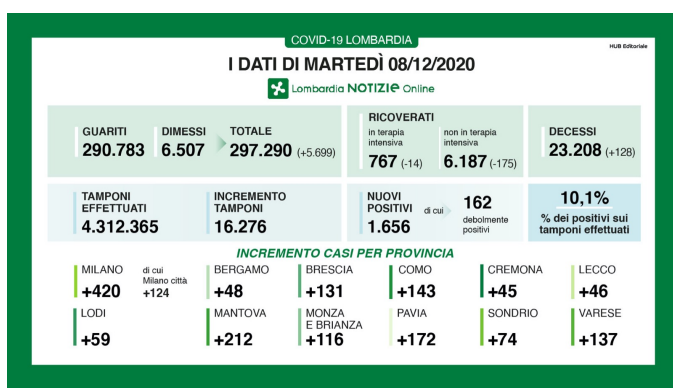 COVID-19 LOMBARDIA
HUB Editoriale
I DATI DI MARTEDÌ 08/12/2020
Lombardia NOTIZIE Online
GUARITI
290.783
DIMESSI
6.507
TOTALE
297.290 (+5.699)
RICOVERATI
in terapia
intensiva
767 (-14)
non in terapia
intensiva
6.187 (-175)
DECESSI
23.208 (+128)
TAMPONI
EFFETTUATI
4.312.365
INCREMENTO
TAMPONI
16.276
NUOVI
POSITIVI
1.656
di cui
162
debolmente
positivi
10,1%
% dei positivi sui
tamponi effettuati
INCREMENTO CASI PER PROVINCIA
MILANO
+420
di cui
Milano città
+124
BERGAMO
+48
BRESCIA
+131
COMO
+143
CREMONA
+45
LECCO
+46
LODI
+59
MANTOVA
+212
MONZA
E BRIANZA
+116
PAVIA
+172
SONDRIO
+74
VARESE
+137